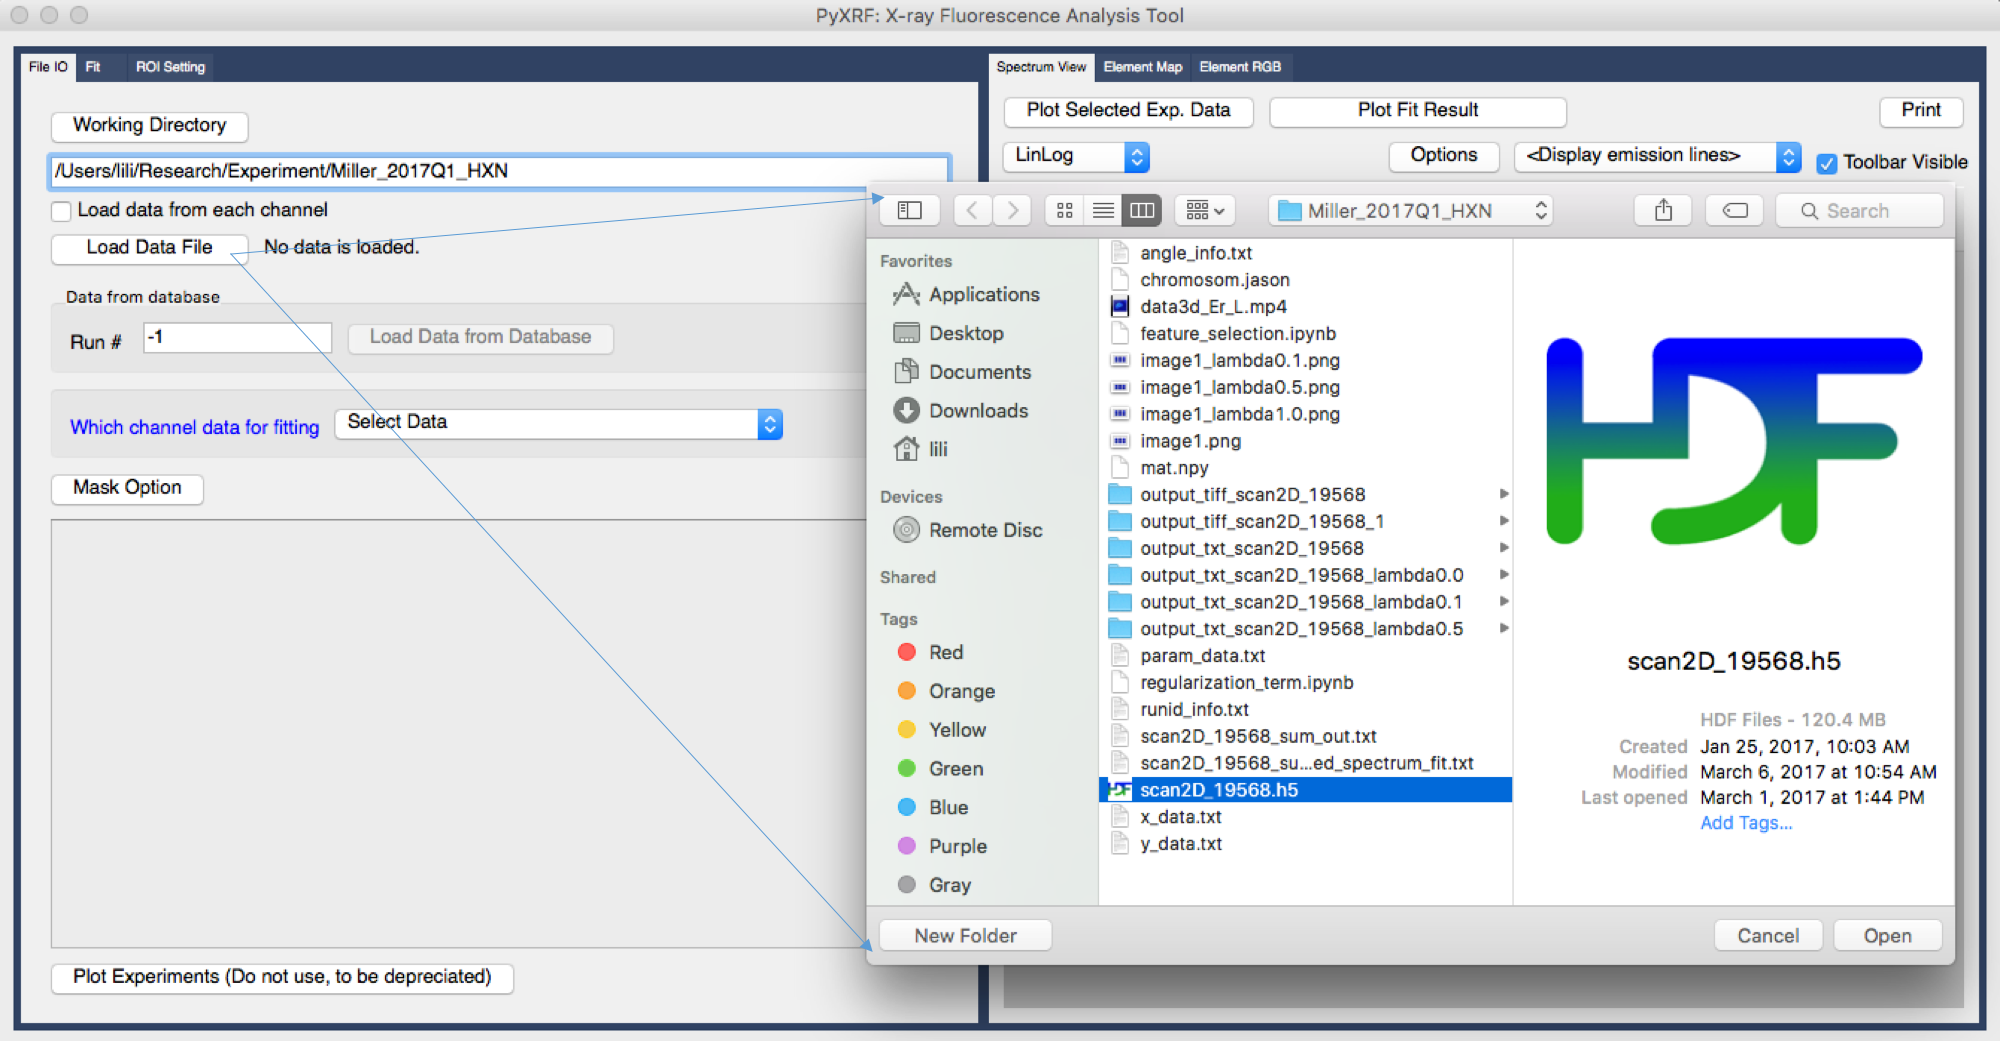 PyXRF: X-ray Fluorescence Analysis Tool
File IO
Fit
ROI Setting
Working Directory
/Users/lili/Research/Experiment/Miller_2017Q1_HXN
Load data from each channel
Load Data File
No data is loaded.
Data from database
Run #
-1
Load Data from Database
Which channel data for fitting
Select Data
Mask Option
Plot Experiments (Do not use, to be depreciated)
Spectrum View
Element Map
Element RGB
Plot Selected Exp. Data
Plot Fit Result
Print
LinLog
Options
<Display emission lines>
Toolbar Visible
Miller_2017Q1_HXN
Search
Favorites
Applications
Desktop
Documents
Downloads
lili
Devices
Remote Disc
Shared
Tags
Red
Orange
Yellow
Green
Blue
Purple
Gray
angle_info.txt
chromosom.jason
data3d_Er_L.mp4
feature_selection.ipynb
image1_lambda0.1.png
image1_lambda0.5.png
image1_lambda1.0.png
image1.png
mat.npy
output_tiff_scan2D_19568
output_tiff_scan2D_19568_1
output_txt_scan2D_19568
output_txt_scan2D_19568_lambda0.0
output_txt_scan2D_19568_lambda0.1
output_txt_scan2D_19568_lambda0.5
param_data.txt
regularization_term.ipynb
runid_info.txt
scan2D_19568_sum_out.txt
scan2D_19568_su...ed_spectrum_fit.txt
HDF scan2D_19568.h5
x_data.txt
y_data.txt
HDF
scan2D_19568.h5
HDF Files - 120.4 MB
Created Jan 25, 2017, 10:03 AM
Modified March 6, 2017 at 10:54 AM
Last opened March 1, 2017 at 1:44 PM
Add Tags...
New Folder
Cancel
Open